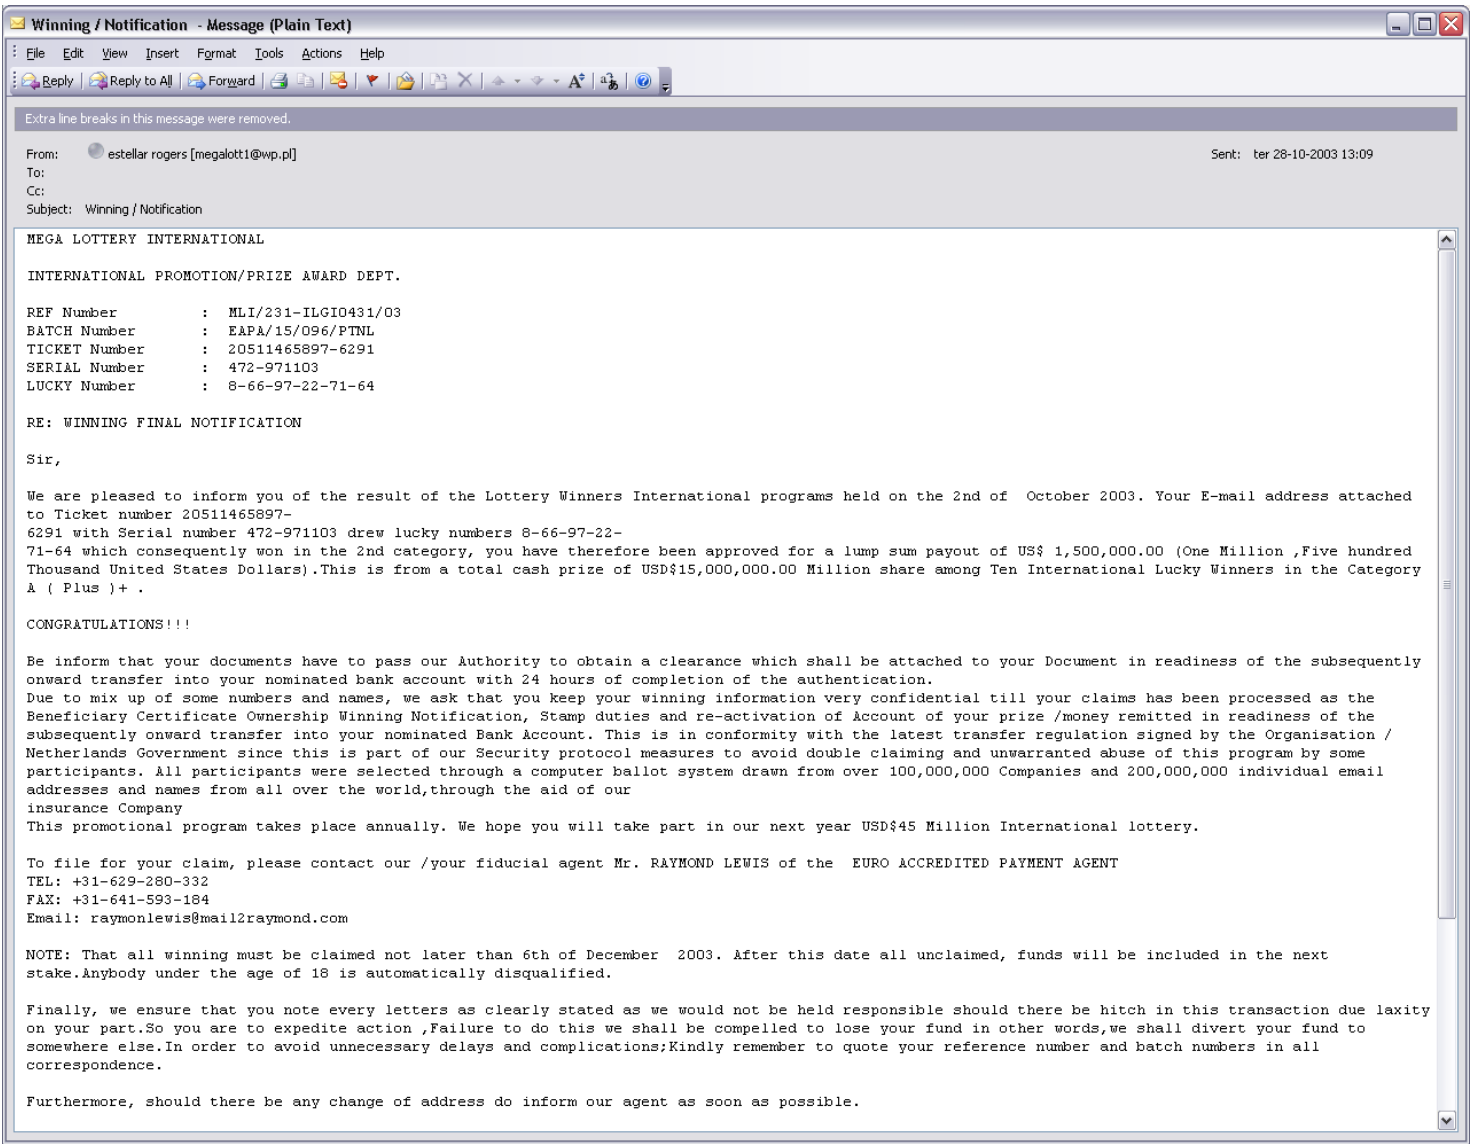 Winning / Notification - Message (Plain Text)
File Edit View Insert Format Tools Actions Help
Reply Reply to All Forward
Extra line breaks in this message were removed.
From: estellar rogers [megalott1@wp.pl] Sent: ter 28-10-2003 13:09
To:
Cc:
Subject: Winning / Notification
MEGA LOTTERY INTERNATIONAL
INTERNATIONAL PROMOTION/PRIZE AWARD DEPT.
REF Number : MLI/231-ILGI0431/03
BATCH Number : EAPA/15/096/PTNL
TICKET Number : 20511465897-6291
SERIAL Number : 472-971103
LUCKY Number : 8-66-97-22-71-64
RE: WINNING FINAL NOTIFICATION
Sir,
We are pleased to inform you of the result of the Lottery Winners International programs held on the 2nd of October 2003. Your E-mail address attached
to Ticket number 20511465897-
6291 with Serial number 472-971103 drew lucky numbers 8-66-97-22-
71-64 which consequently won in the 2nd category, you have therefore been approved for a lump sum payout of US$ 1,500,000.00 (One Million ,Five hundred
Thousand United States Dollars).This is from a total cash prize of USD$15,000,000.00 Million share among Ten International Lucky Winners in the Category
A ( Plus )+ .
CONGRATULATIONS!!!
Be inform that your documents have to pass our Authority to obtain a clearance which shall be attached to your Document in readiness of the subsequently
onward transfer into your nominated bank account with 24 hours of completion of the authentication.
Due to mix up of some numbers and names, we ask that you keep your winning information very confidential till your claims has been processed as the
Beneficiary Certificate Ownership Winning Notification, Stamp duties and re-activation of Account of your prize /money remitted in readiness of the
subsequently onward transfer into your nominated Bank Account. This is in conformity with the latest transfer regulation signed by the Organisation /
Netherlands Government since this is part of our Security protocol measures to avoid double claiming and unwarranted abuse of this program by some
participants. All participants were selected through a computer ballot system drawn from over 100,000,000 Companies and 200,000,000 individual email
addresses and names from all over the world,through the aid of our
insurance Company
This promotional program takes place annually. We hope you will take part in our next year USD$45 Million International lottery.
To file for your claim, please contact our /your fiducial agent Mr. RAYMOND LEWIS of the EURO ACCREDITED PAYMENT AGENT
TEL: +31-629-280-332
FAX: +31-641-593-184
Email: raymonlewis@mail2raymond.com
NOTE: That all winning must be claimed not later than 6th of December 2003. After this date all unclaimed, funds will be included in the next
stake.Anybody under the age of 18 is automatically disqualified.
Finally, we ensure that you note every letters as clearly stated as we would not be held responsible should there be hitch in this transaction due laxity
on your part.So you are to expedite action ,Failure to do this we shall be compelled to lose your fund in other words,we shall divert your fund to
somewhere else.In order to avoid unnecessary delays and complications;Kindly remember to quote your reference number and batch numbers in all
correspondence.
Furthermore, should there be any change of address do inform our agent as soon as possible.